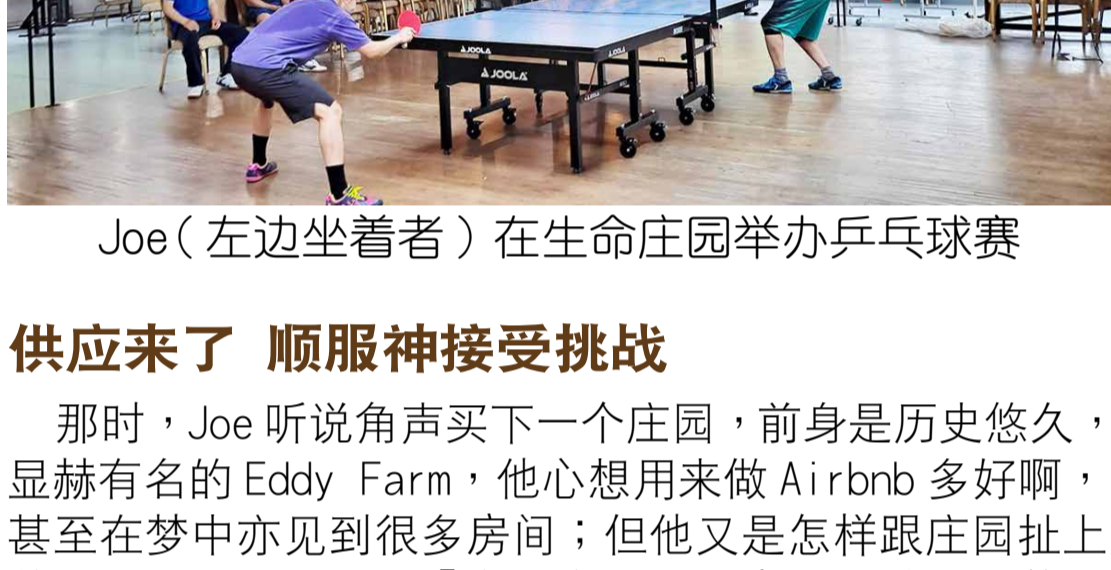 JOOLA
JOOLA
JOOLA
Joe（左边坐着者）在生命庄园举办乒乓球赛
供应来了 顺服神接受挑战
那时，Joe 听说角声买下一个庄园，前身是历史悠久，
显赫有名的 Eddy Farm，他心想用来做 Airbnb 多好啊，
甚至在梦中亦见到很多房间；但他又是怎样跟庄园扯上